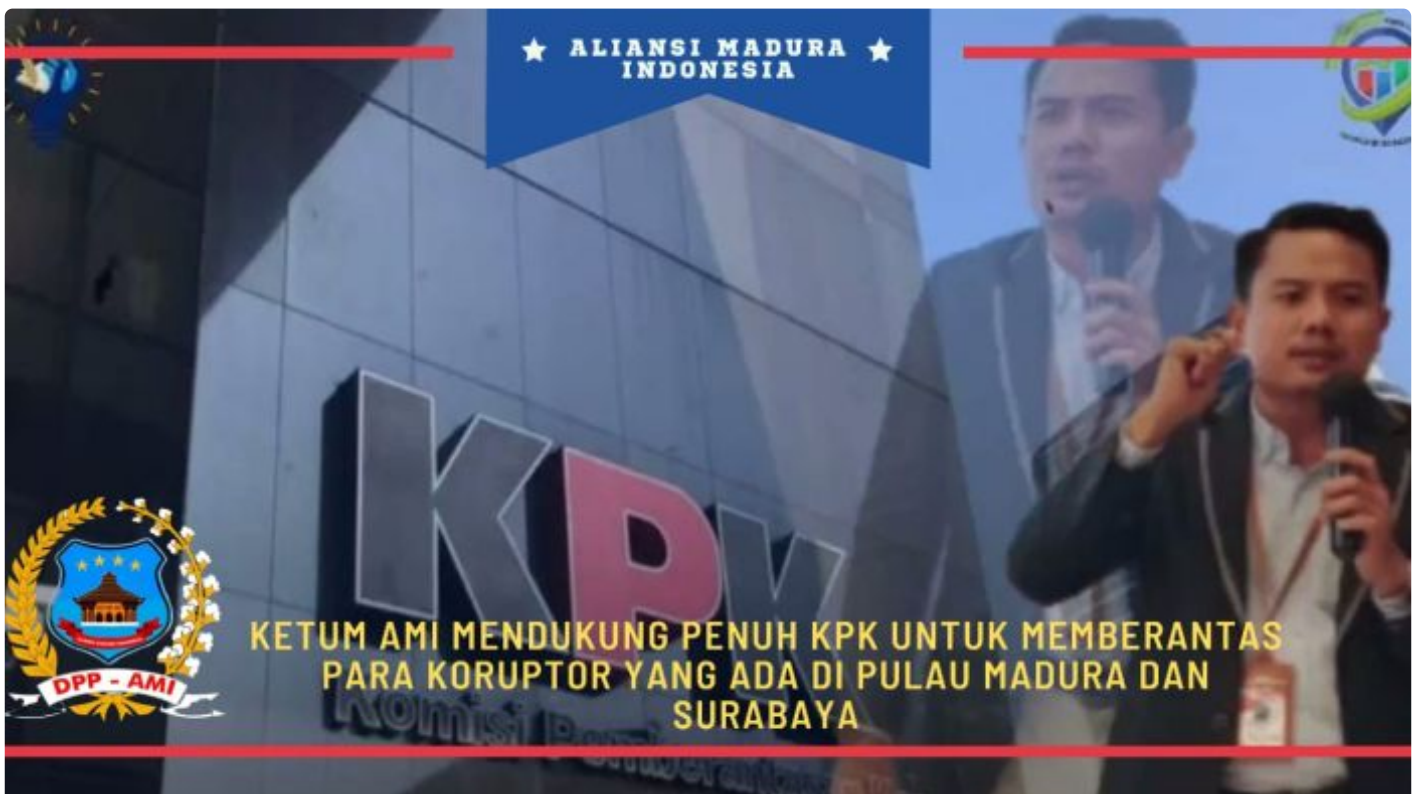 ALIANSI MADURA
INDONESIA
KPK
KETUM AMI MENDUKUNG PENUH KPK UNTUK MEMBERANTAS
PARA KORUPTOR YANG ADA DI PULAU MADURA DAN
SURABAYA
DPP - AMI
Komisi